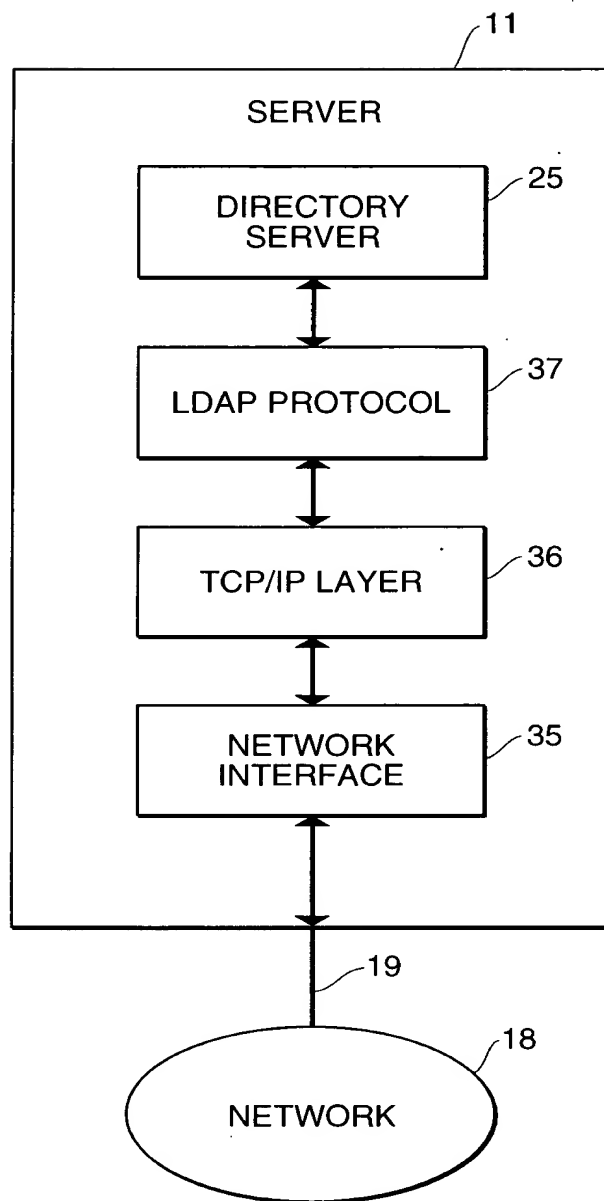 11
SERVER
25
DIRECTORY
SERVER
37
LDAP PROTOCOL
36
TCP/IP LAYER
35
NETWORK
INTERFACE
19
18
NETWORK